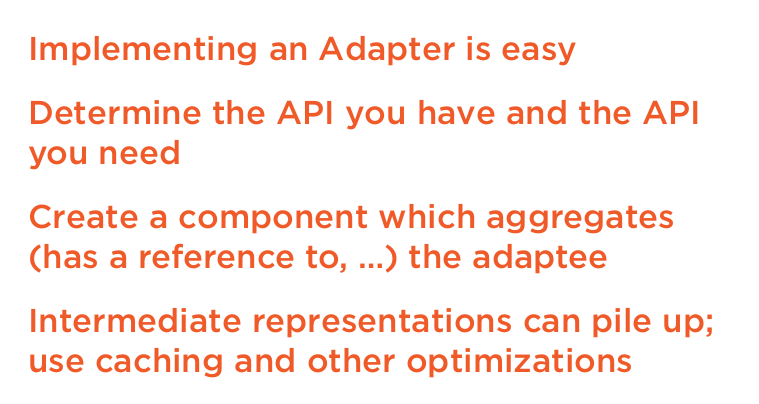 Implementing an Adapter is easy
Determine the API you have and the API
you need
Create a component which aggregates
(has a reference to, ...) the adaptee
Intermediate representations can pile up;
use caching and other optimizations